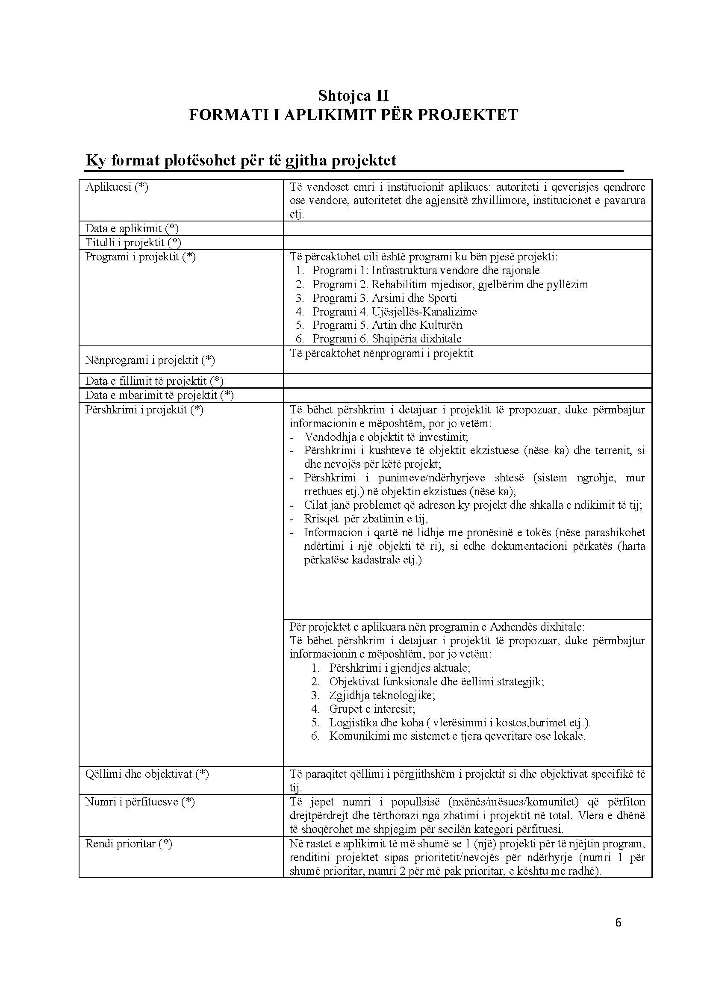 Shtojca II
FORMATI I APLIKIMIT PËR PROJEKTET
Ky format plotësohet për të gjitha projektet
Aplikuesi (*)
Të vendoset emri i institucionit aplikues: autoriteti i qeverisjes qendrore
ose vendore, autoritetet dhe agjensitë zhvillimore, institucionet e pavarura
etj.
Data e aplikimit (*)
Titulli i projektit (*)
Programi i projektit (*)
Të përcaktohet cili është programi ku bën pjesë projekti:
1. Programi 1: Infrastruktura vendore dhe rajonale
2. Programi 2. Rehabilitim mjedisor, gjelbërim dhe pyllëzim
3. Programi 3. Arsimi dhe Sporti
4. Programi 4. Ujësjellës-Kanalizime
5. Programi 5. Artin dhe Kulturën
6. Programi 6. Shqipëria dixhitale
Nënprogrami i projektit (*)
Të përcaktohet nënprogrami i projektit
Data e fillimit të projektit (*)
Data e mbarimit të projektit (*)
Përshkrimi i projektit (*)
Të bëhet përshkrim i detajuar i projektit të propozuar, duke përmbajtur
informacionin e mëposhtëm, por jo vetëm:
- Vendodhja e objektit të investimit;
- Përshkrimi i kushteve të objektit ekzistuese (nëse ka) dhe terrenit, si
dhe nevojës për këtë projekt;
- Përshkrimi i punimeve/ndërhyrjeve shtesë (sistem ngrohje, mur
rrethues etj.) në objektin ekzistues (nëse ka);
- Cilat janë problemet që adreson ky projekt dhe shkalla e ndikimit të tij;
- Rrisqet për zbatimin e tij,
- Informacion i qartë në lidhje me pronësinë e tokës (nëse parashikohet
ndërtimi i një objekti të ri), si edhe dokumentacioni përkatës (harta
përkatëse kadastrale etj.)
Për projektet e aplikuara nën programin e Axhendës dixhitale:
Të bëhet përshkrim i detajuar i projektit të propozuar, duke përmbajtur
informacionin e mëposhtëm, por jo vetëm:
1. Përshkrimi i gjendjes aktuale;
2. Objektivat funksionale dhe ëellimi strategjik;
3. Zgjidhja teknologjike;
4. Grupet e interesit;
5. Logjistika dhe koha ( vlerësimmi i kostos,burimet etj.).
6. Komunikimi me sistemet e tjera qeveritare ose lokale.
Qëllimi dhe objektivat (*)
Të paraqitet qëllimi i përgjithshëm i projektit si dhe objektivat specifikë të
tij.
Numri i përfituesve (*)
Të jepet numri i popullsisë (nxënës/mësues/komunitet) që përfiton
drejtpërdrejt dhe tërthorazi nga zbatimi i projektit në total. Vlera e dhënë
të shoqërohet me shpjegim për secilën kategori përfituesi.
Rendi prioritar (*)
Në rastet e aplikimit të më shumë se 1 (një) projekti për të njëjtin program,
renditini projektet sipas prioritetit/nevojës për ndërhyrje (numri 1 për
shumë prioritar, numri 2 për më pak prioritar, e kështu me radhë).
6